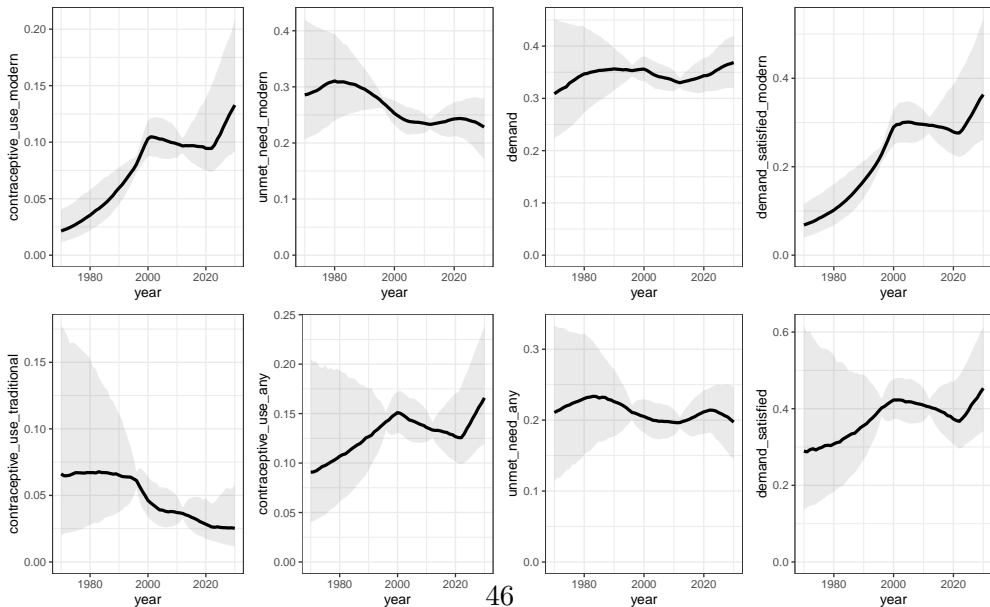 contraceptive_use_modern
0.20
0.15
0.10
0.05
0.00
1980 2000 2020
year
unmet_need_modern
0.4
0.3
0.2
0.1
0.0
1980 2000 2020
year
demand
0.4
0.3
0.2
0.1
0.0
1980 2000 2020
year
demand_satisfied_modern
0.4
0.2
0.0
1980 2000 2020
year
contraceptive_use_traditional
0.15
0.10
0.05
0.00
1980 2000 2020
year
contraceptive_use_any
0.25
0.20
0.15
0.10
0.05
0.00
1980 2000 2020
year
unmet_need_any
0.3
0.2
0.1
0.0
1980 2000 2020
year
demand_satisfied
0.6
0.4
0.2
0.0
1980 2000 2020
year
46